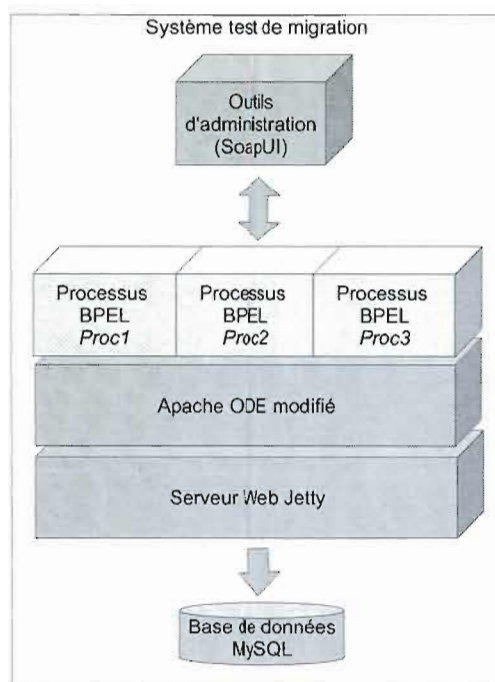 Système test de migration
Outils
d'administration
(SoapUI)
Processus
BPEL
Proc1
Processus
BPEL
Proc2
Processus
BPEL
Proc3
Apache ODE modifié
Serveur Web Jetty
Base de données
MySQL